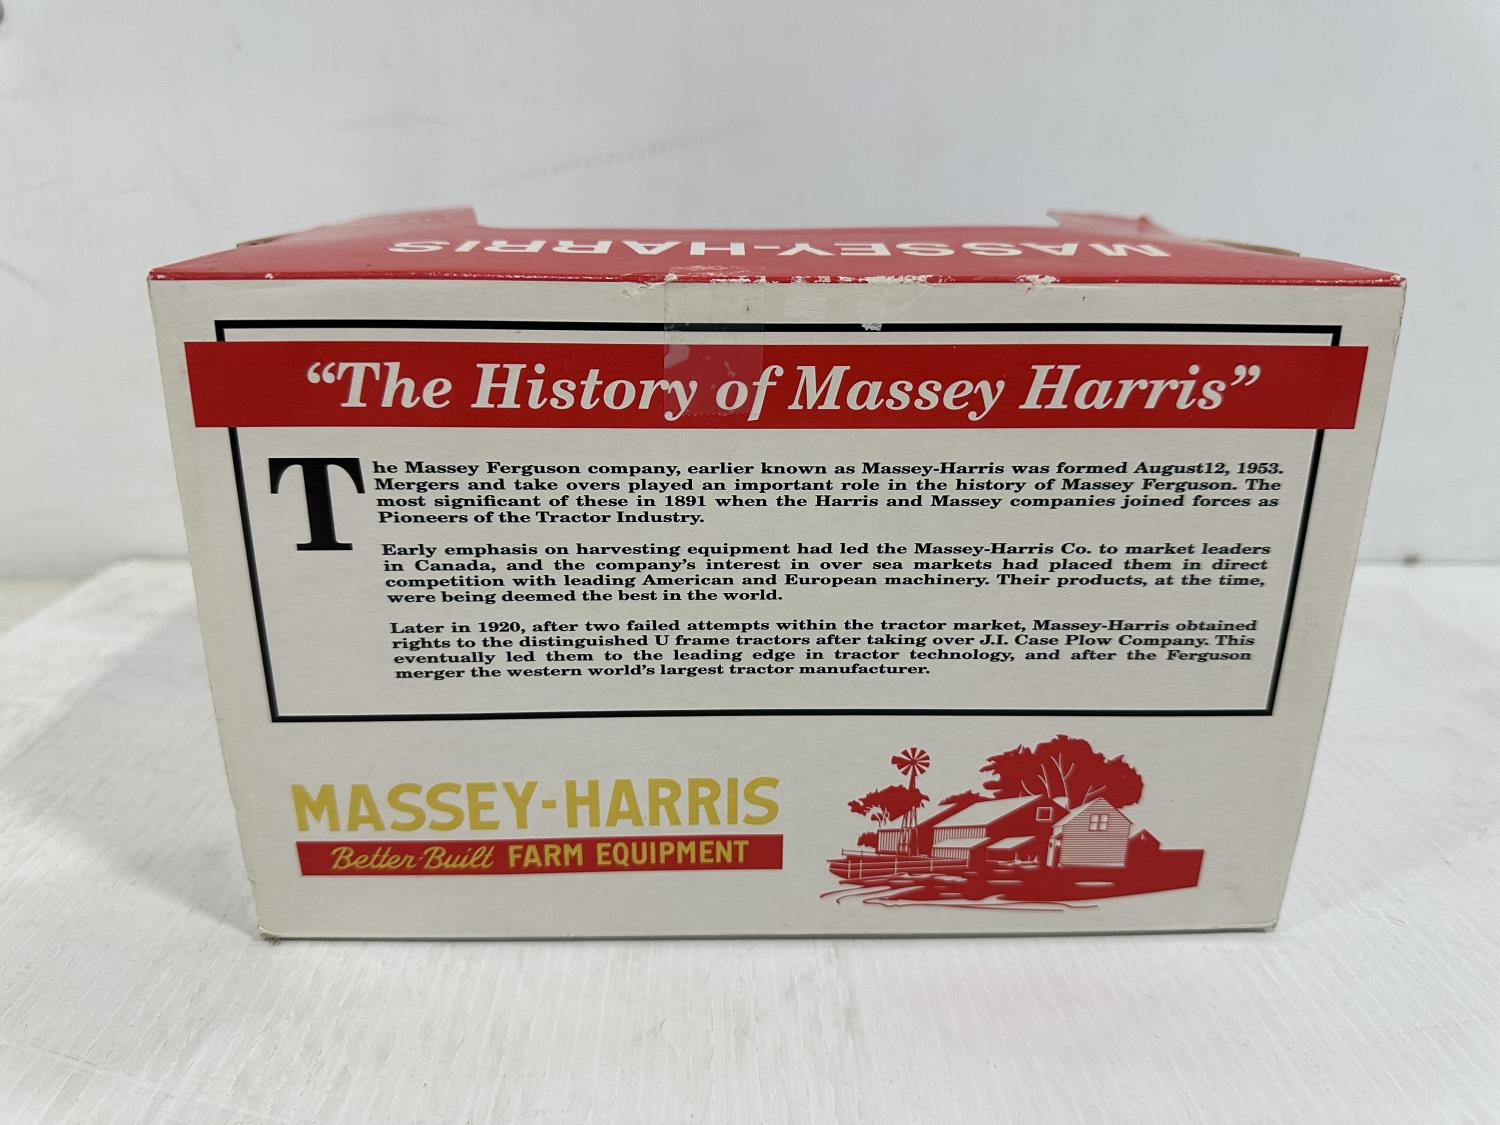 MASSEY-HARRIS
“The History of Massey Harris”
The Massey Ferguson company, earlier known as Massey-Harris was formed August12, 1953.
Mergers and take overs played an important role in the history of Massey Ferguson. The
most significant of these in 1891 when the Harris and Massey companies joined forces as
Pioneers of the Tractor Industry.
Early emphasis on harvesting equipment had led the Massey-Harris Co. to market leaders
in Canada, and the company's interest in over sea markets had placed them in direct
competition with leading American and European machinery. Their products, at the time,
were being deemed the best in the world.
Later in 1920, after two failed attempts within the tractor market, Massey-Harris obtained
rights to the distinguished U frame tractors after taking over J.I. Case Plow Company. This
eventually led them to the leading edge in tractor technology, and after the Ferguson
merger the western world's largest tractor manufacturer.
MASSEY-HARRIS
Better-Built FARM EQUIPMENT